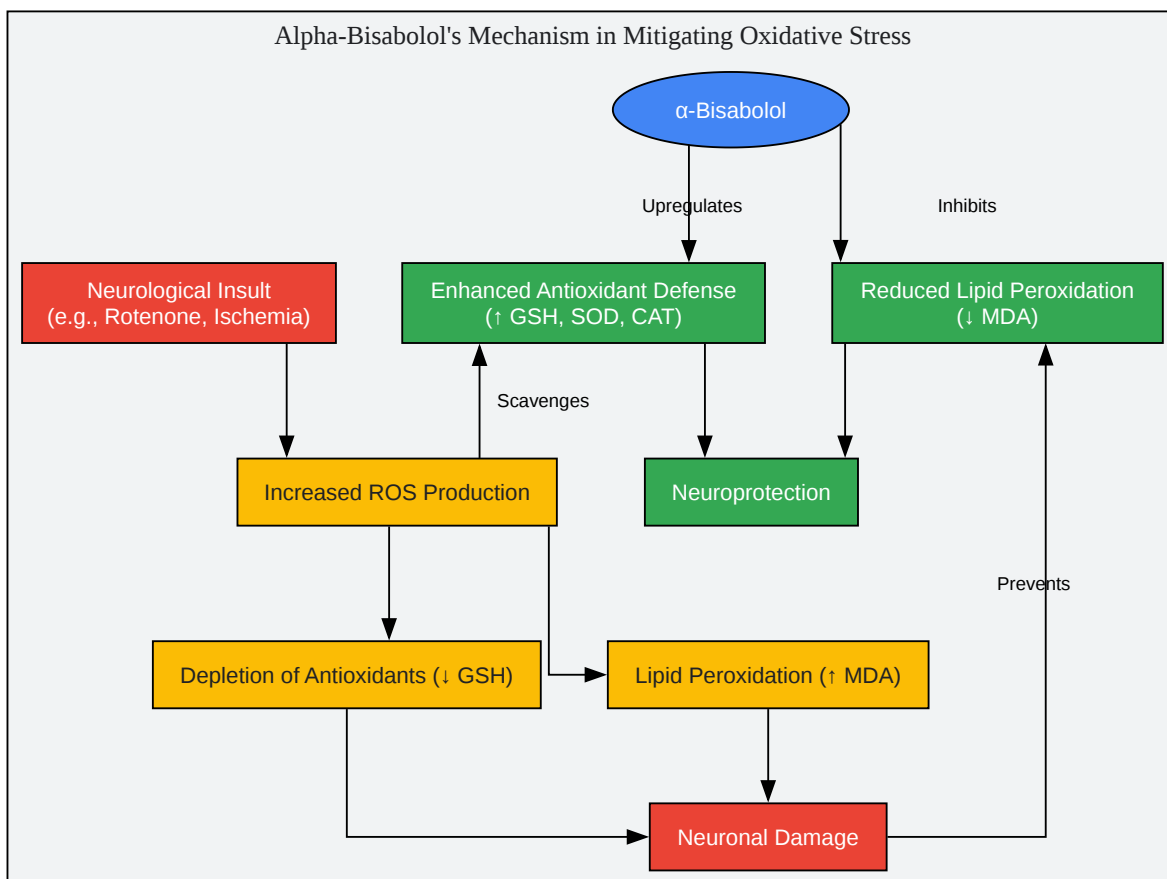 Alpha-Bisabolol's Mechanism in Mitigating Oxidative Stress
α-Bisabolol
Upregulates
Inhibits
Neurological Insult
(e.g., Rotenone, Ischemia)
Enhanced Antioxidant Defense
(↑ GSH, SOD, CAT)
Reduced Lipid Peroxidation
(↓ MDA)
Scavenges
Increased ROS Production
Neuroprotection
Prevents
Depletion of Antioxidants (↓ GSH)
Lipid Peroxidation (↑ MDA)
Neuronal Damage